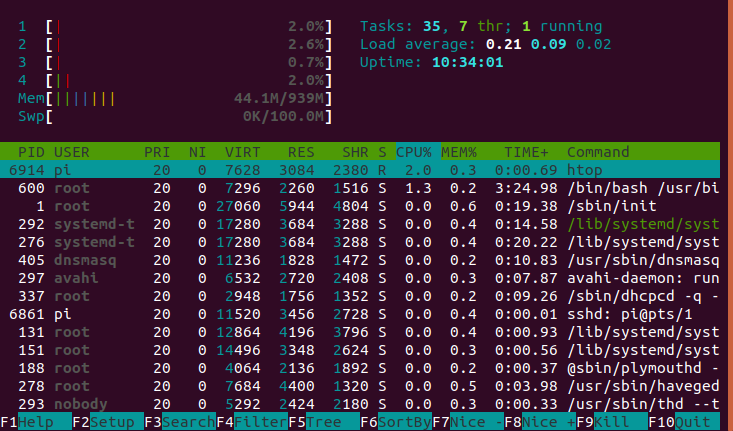 1 [| 2.0%] Tasks: 35, 7 thr; 1 running
2 [| 2.6%] Load average: 0.21 0.09 0.02
3 [| 0.7%] Uptime: 10:34:01
4 [|| 2.0%]
Mem[||||||| 44.1M/939M]
Swp[ 0K/100.0M]
PID USER PRI NI VIRT RES SHR S CPU% MEM% TIME+ Command
6914 pi 20 0 7628 3084 2380 R 2.0 0.3 0:00.69 htop
600 root 20 0 7296 2260 1516 S 1.3 0.2 3:24.98 /bin/bash /usr/bi
1 root 20 0 27060 5944 4804 S 0.0 0.6 0:19.38 /sbin/init
292 systemd-t 20 0 17280 3684 3288 S 0.0 0.4 0:14.58 /lib/systemd/syst
276 systemd-t 20 0 17280 3684 3288 S 0.0 0.4 0:20.22 /lib/systemd/syst
405 dnsmasq 20 0 11236 1828 1472 S 0.0 0.2 0:10.83 /usr/sbin/dnsmasq
297 avahi 20 0 6532 2720 2408 S 0.0 0.3 0:07.87 avahi-daemon: run
337 root 20 0 2948 1756 1352 S 0.0 0.2 0:09.26 /sbin/dhcpcd -q -
6861 pi 20 0 11520 3456 2728 S 0.0 0.4 0:00.01 sshd: pi@pts/1
131 root 20 0 12864 4196 3796 S 0.0 0.4 0:00.93 /lib/systemd/syst
151 root 20 0 14496 3348 2624 S 0.0 0.3 0:00.56 /lib/systemd/syst
188 root 20 0 4064 2136 1892 S 0.0 0.2 0:00.37 @sbin/plymouthd -
278 root 20 0 7684 4400 1320 S 0.0 0.5 0:03.98 /usr/sbin/haveged
293 nobody 20 0 5292 2424 2180 S 0.0 0.3 0:00.33 /usr/sbin/thd --t
F1Help F2Setup F3SearchF4FilterF5Tree F6SortByF7Nice -F8Nice +F9Kill F10Quit